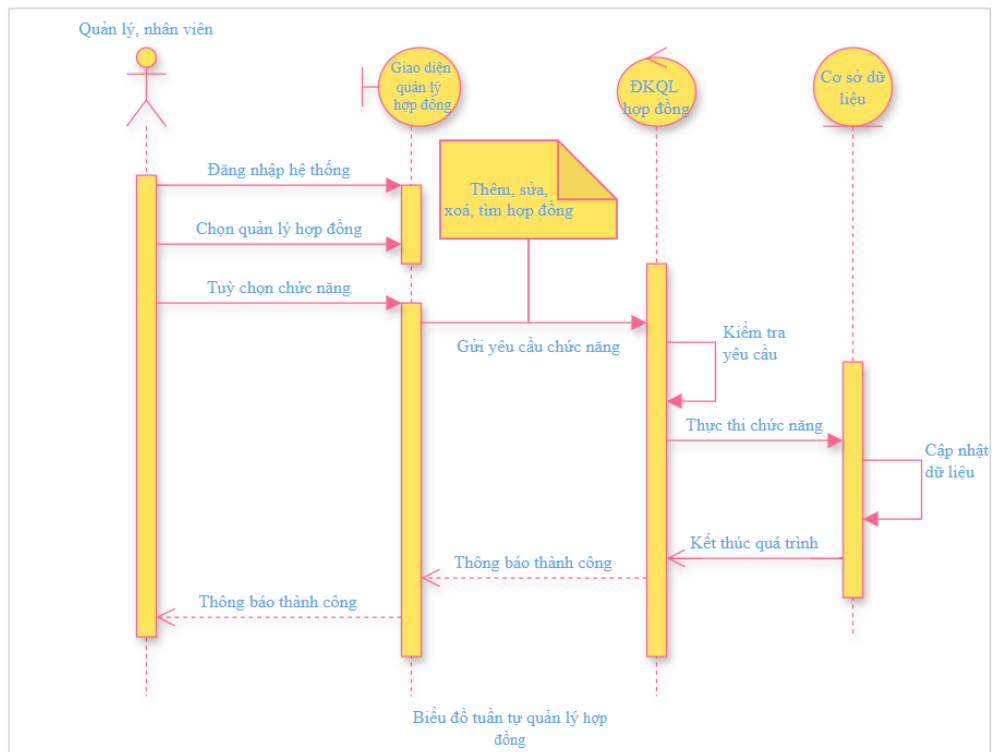 Quản lý, nhân viên
Giao diện
quản lý
hợp đồng
ĐKQL
hợp đồng
Cơ sở dữ
liệu
Đăng nhập hệ thống
Thêm, sửa,
xoá, tìm hợp đồng
Chọn quản lý hợp đồng
Tuỳ chọn chức năng
Gửi yêu cầu chức năng
Kiểm tra
yêu cầu
Thực thi chức năng
Cập nhật
dữ liệu
Kết thúc quá trình
Thông báo thành công
Thông báo thành công
Biểu đồ tuần tự quản lý hợp
đồng